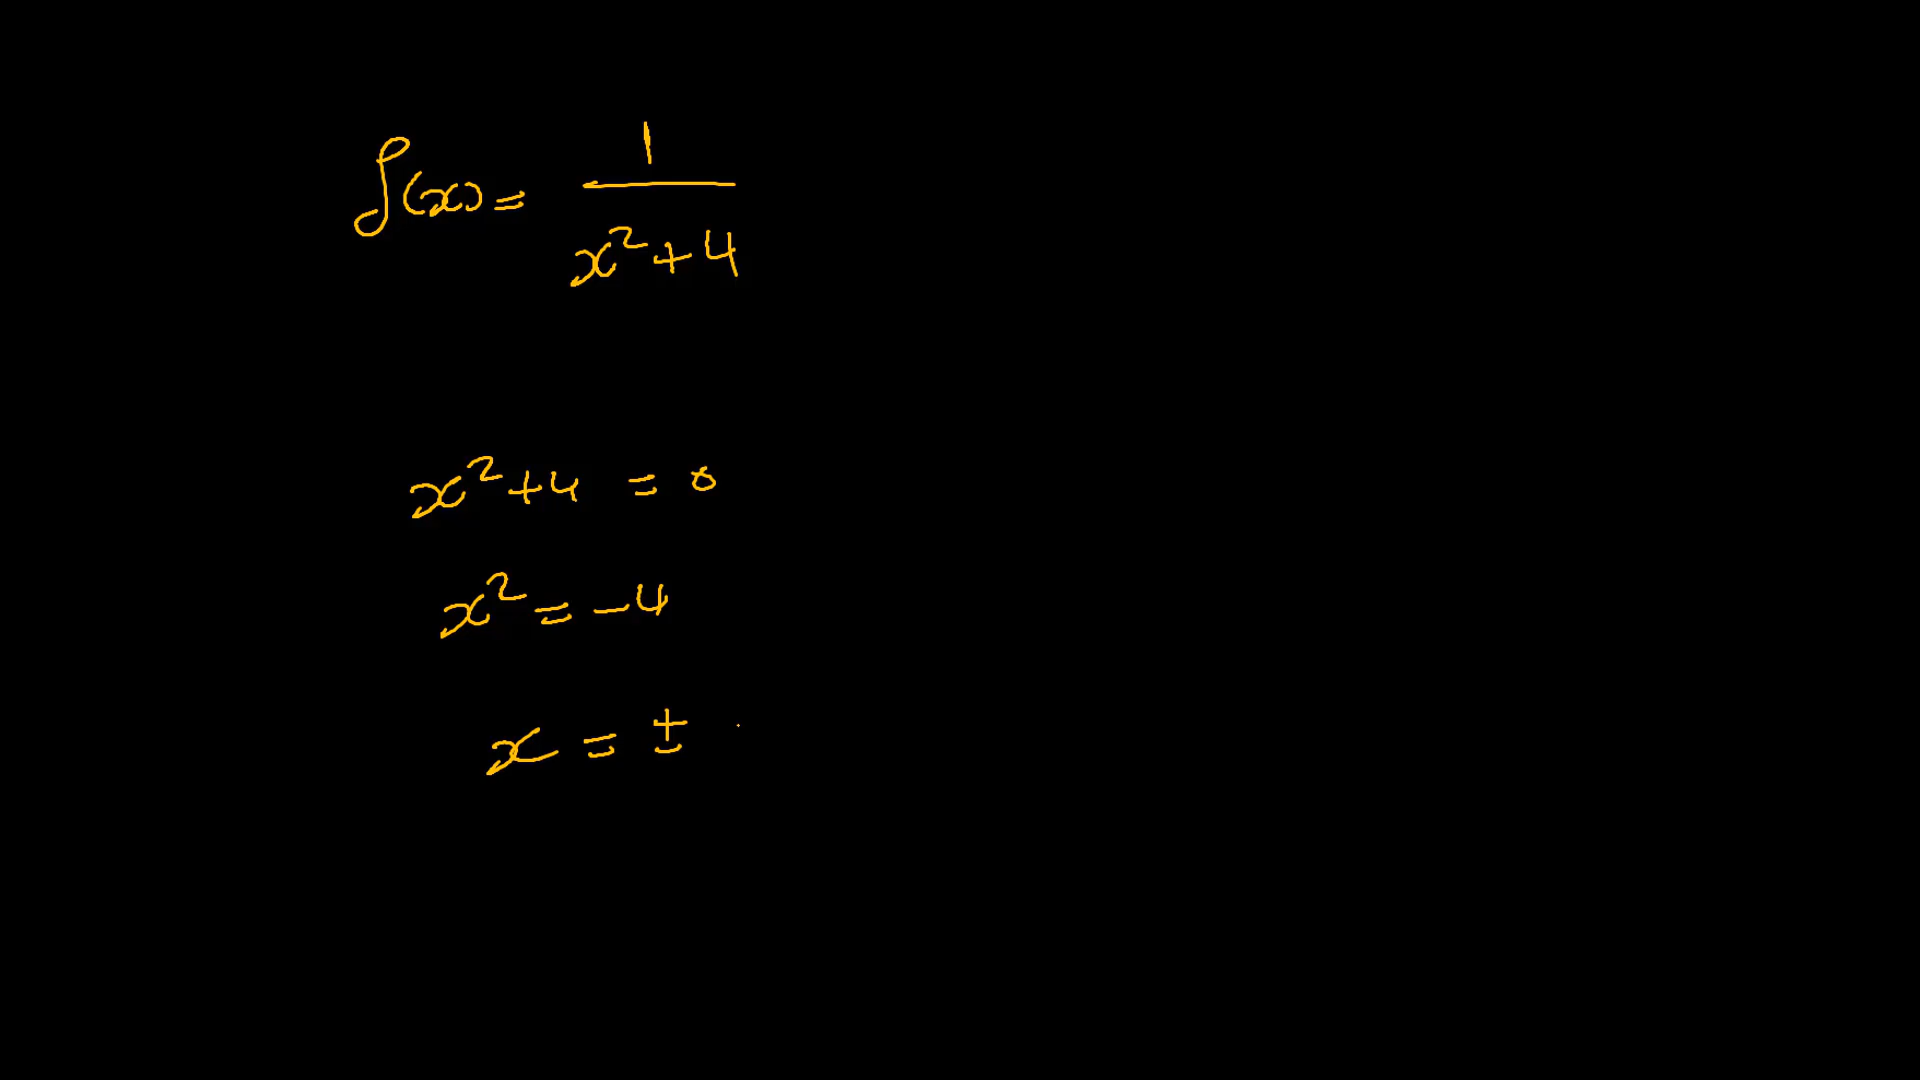 f(x) = 1/(x² + 4)
x² + 4 = 0
x² = -4
x = ±